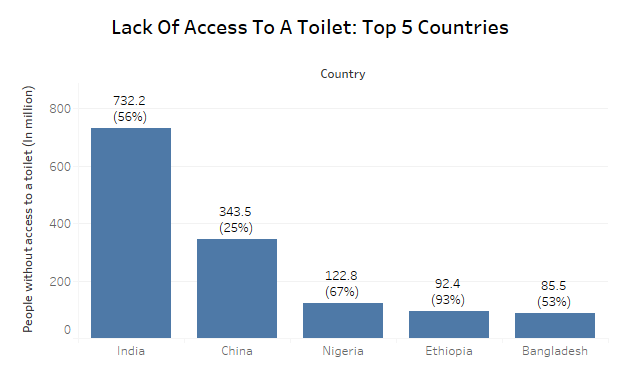 Lack Of Access To A Toilet: Top 5 Countries
Country
People without access to a toilet (In million)
800
600
400
200
0
732.2
(56%)
343.5
(25%)
122.8
(67%)
92.4
(93%)
85.5
(53%)
India
China
Nigeria
Ethiopia
Bangladesh